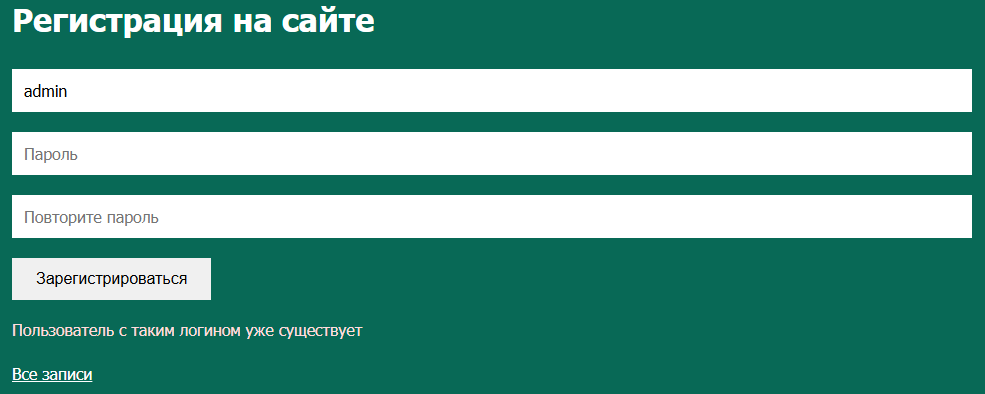 Регистрация на сайте
admin
Пароль
Повторите пароль
Зарегистрироваться
Пользователь с таким логином уже существует
Все записи